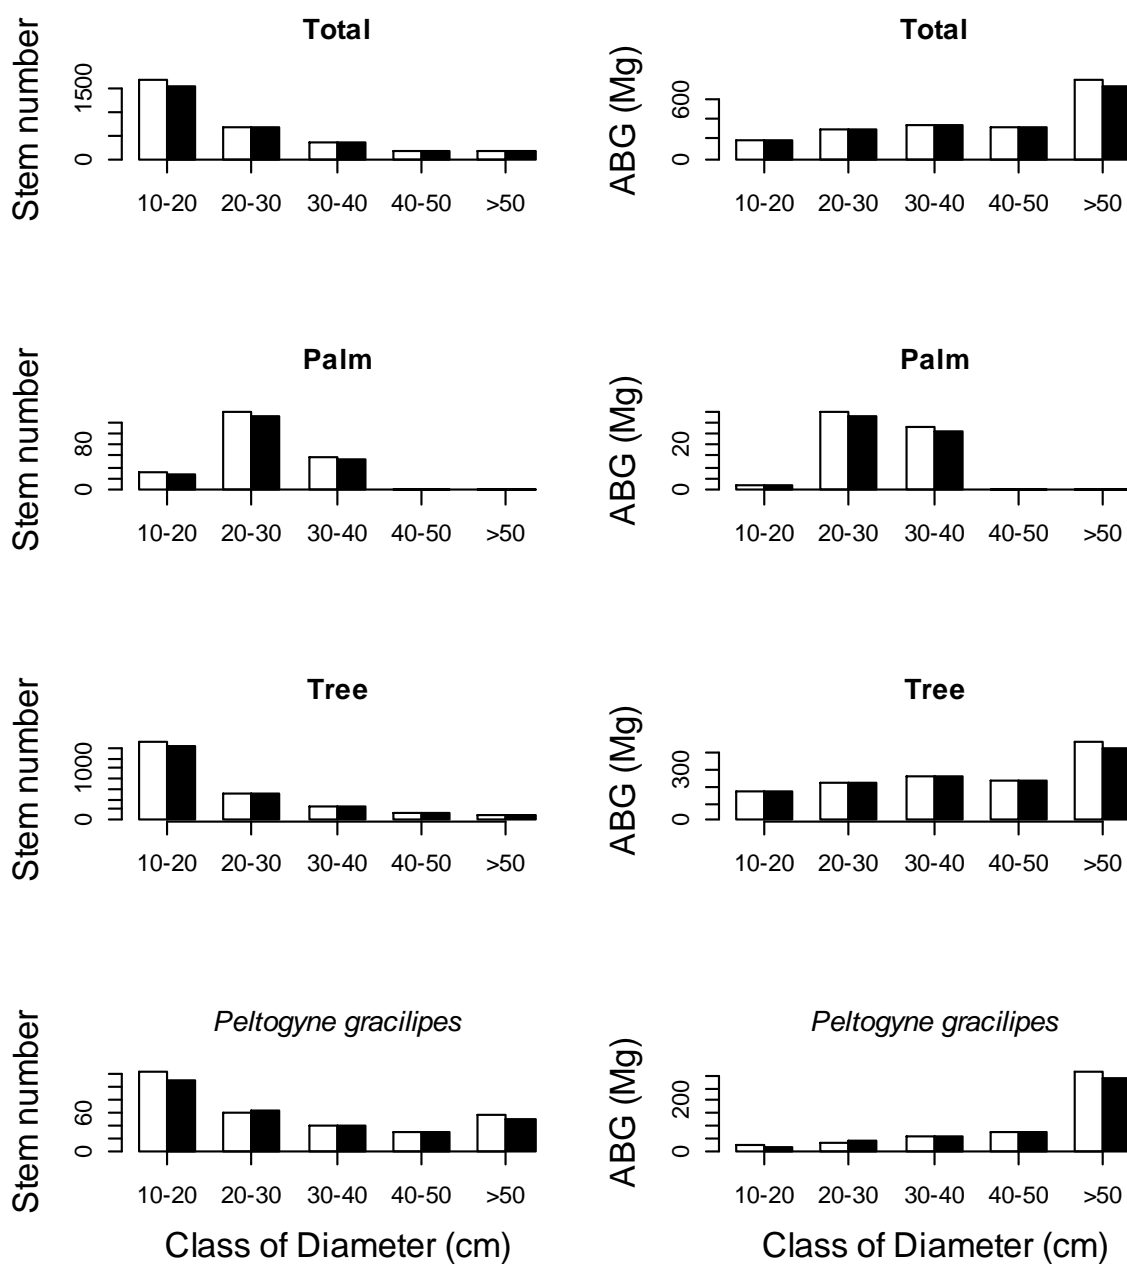 Total
Stem number
0 1500
10-20 20-30 30-40 40-50 >50
Total
ABG (Mg)
0 600
10-20 20-30 30-40 40-50 >50
Palm
Stem number
0 80
10-20 20-30 30-40 40-50 >50
Palm
ABG (Mg)
0 20
10-20 20-30 30-40 40-50 >50
Tree
Stem number
0 1000
10-20 20-30 30-40 40-50 >50
Tree
ABG (Mg)
0 300
10-20 20-30 30-40 40-50 >50
Peltogyne gracilipes
Stem number
0 60
10-20 20-30 30-40 40-50 >50
Class of Diameter (cm)
Peltogyne gracilipes
ABG (Mg)
0 200
10-20 20-30 30-40 40-50 >50
Class of Diameter (cm)